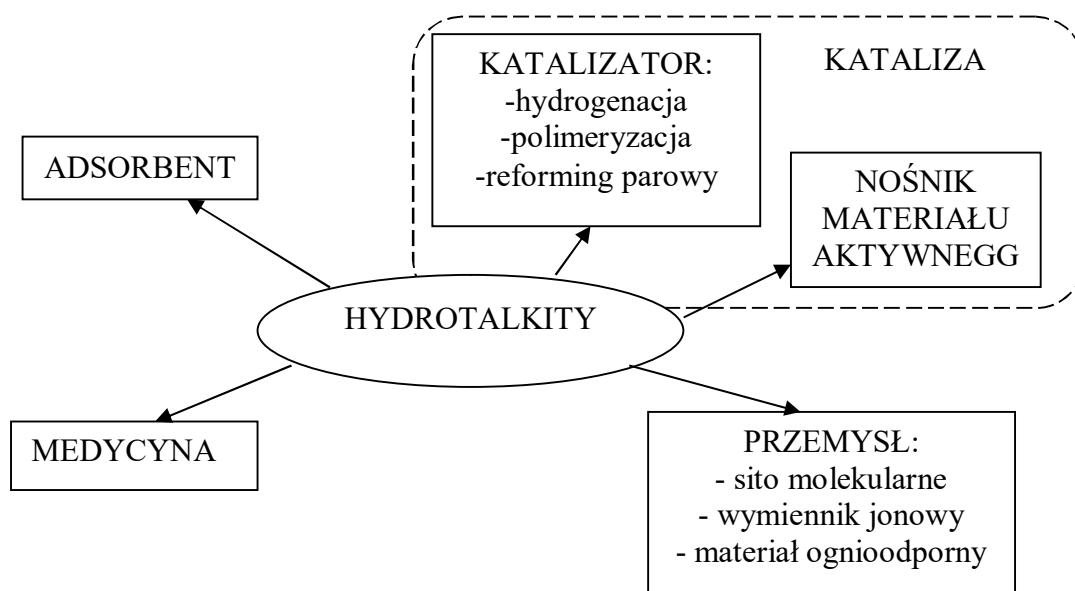 KATALIZATOR:
-hydrogenacja
-polimeryzacja
-reforming parowy
KATALIZA
ADSORBENT
NOŚNIK
MATERIAŁU
AKTYWNEGG
HYDROTALKITY
MEDYCYNA
PRZEMYSŁ:
- sito molekularne
- wymiennik jonowy
- materiał ognioodporny